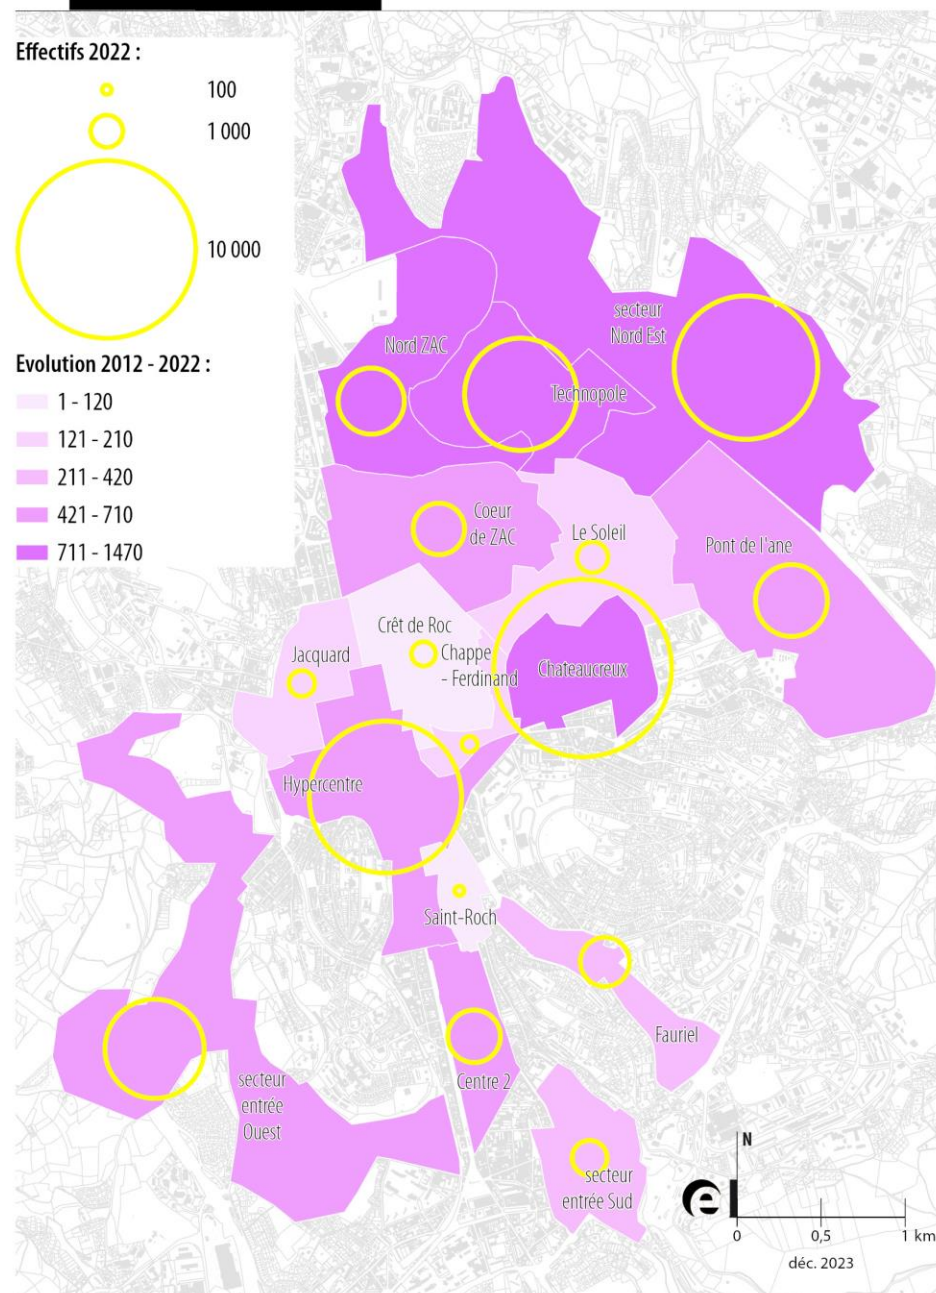 Effectifs 2022 :
100
1 000
10 000
Evolution 2012 - 2022 :
1 - 120
121 - 210
211 - 420
421 - 710
711 - 1470
secteur
Nord Est
Nord ZAC
Technopole
Coeur
de ZAC
Le Soleil
Pont de l'ane
Crêt de Roc
Jacquard
Chappe
- Ferdinand
Chateaucreux
Hypercentre
Saint-Roch
Fauriel
Centre 2
secteur
entrée
Ouest
secteur
entrée Sud
N
e
0
0,5
1 km
déc. 2023